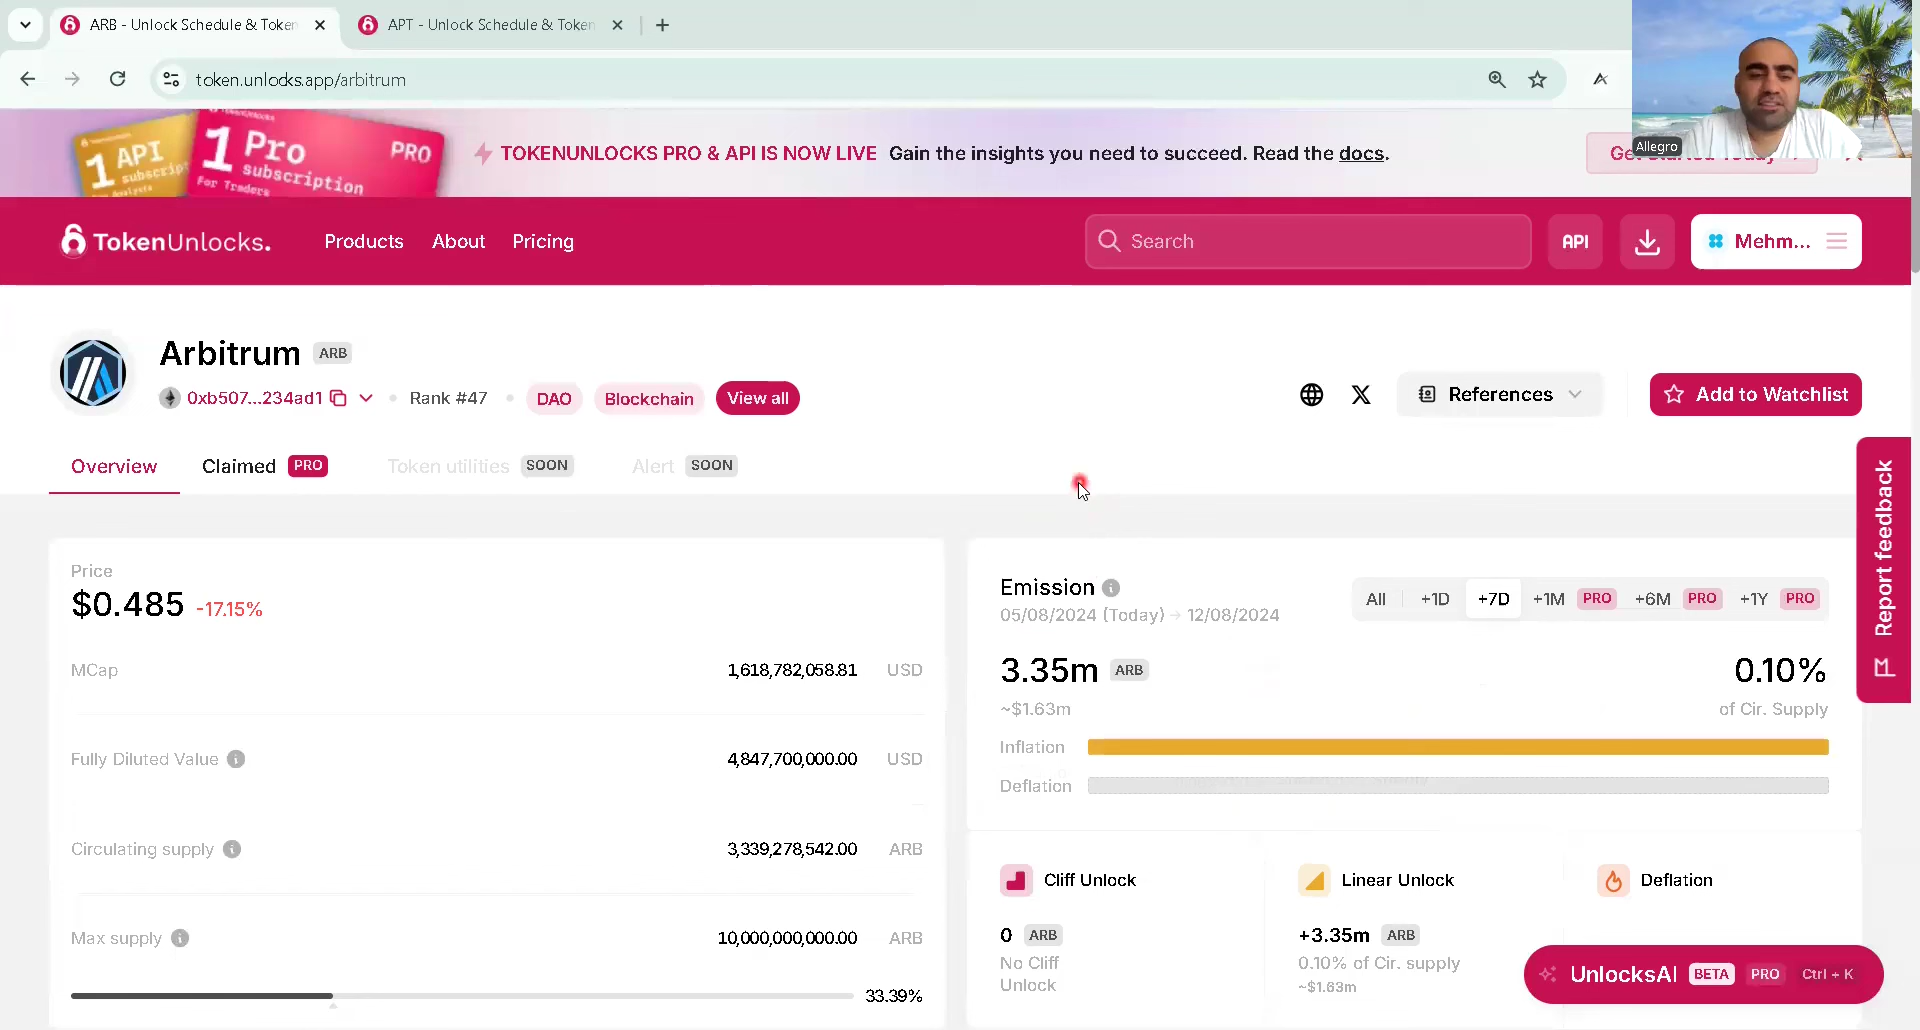 ARB - Unlock Schedule & Token
APT - Unlock Schedule & Token
token.unlocks.app/arbitrum
Allegro
1 API
subscript
For Analysts
TokenUnlocks
1 Pro
PRO
subscription
For Traders
TOKENUNLOCKS PRO & API IS NOW LIVE Gain the insights you need to succeed. Read the docs.
TokenUnlocks.
Products
About
Pricing
Search
API
Mehm...
Arbitrum ARB
0xb507...234ad1
Rank #47
DAO
Blockchain
View all
References
Add to Watchlist
Overview
Claimed PRO
Token utilities SOON
Alert SOON
Report feedback
Price
$0.485 -17.15%
MCap 1,618,782,058.81 USD
Fully Diluted Value 4,847,700,000.00 USD
Circulating supply 3,339,278,542.00 ARB
Max supply 10,000,000,000.00 ARB
33.39%
Emission
05/08/2024 (Today) → 12/08/2024
All +1D +7D +1M PRO +6M PRO +1Y PRO
3.35m ARB 0.10%
~$1.63m of Cir. Supply
Inflation
Deflation
Cliff Unlock
0 ARB
No Cliff
Unlock
Linear Unlock
+3.35m ARB
0.10% of Cir. supply
~$1.63m
Deflation
UnlocksAI BETA PRO Ctrl + K